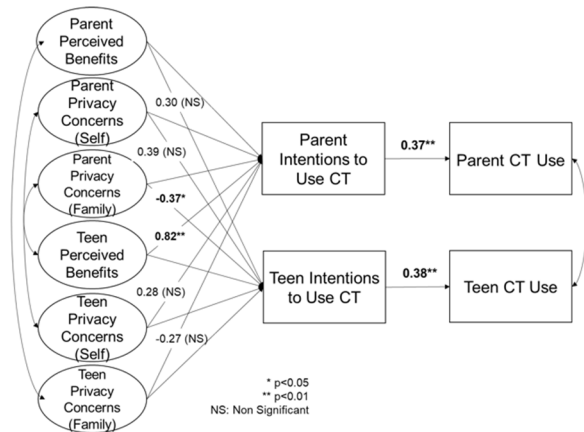 Parent
Perceived
Benefits
Parent
Privacy
Concerns
(Self)
Parent
Privacy
Concerns
(Family)
Teen
Perceived
Benefits
Teen
Privacy
Concerns
(Self)
Teen
Privacy
Concerns
(Family)
0.30 (NS)
0.39 (NS)
-0.37*
0.82**
0.28 (NS)
-0.27 (NS)
Parent
Intentions to
Use CT
0.37**
Parent CT Use
Teen Intentions
to Use CT
0.38**
Teen CT Use
* p<0.05
** p<0.01
NS: Non Significant